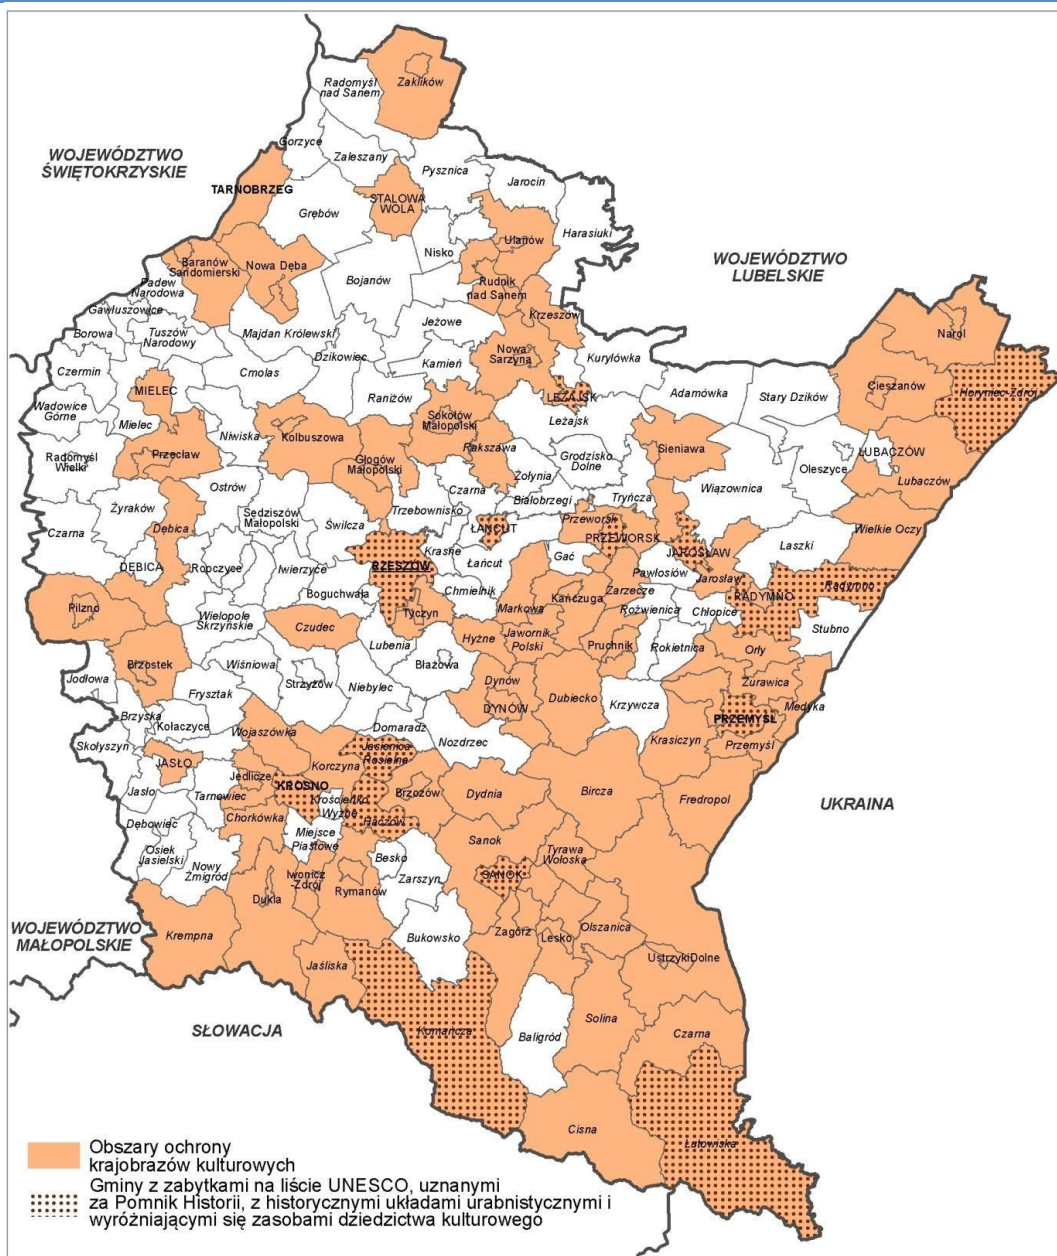 Radomyśl
nad Sanem
Zaklików
Gorzyce
Zaleszany
WOJEWÓDZTWO
ŚWIĘTOKRZYSKIE
Pysznica
Jarocin
TARNOBRZEG
STALOWA
WOLA
Grębów
Harasiuki
Ulanów
Nisko
WOJEWÓDZTWO
LUBELSKIE
Baranów
Sandomierski
Nowa Dęba
Bojanów
Rudnik
nad Sanem
Padew
Narodowa
Gawłuszowice
Krzeszów
Borowa
Tuszów
Narodowy
Majdan Królewski
Jeżowe
Narol
Dzikowiec
Kamień
Nowa
Sarzyna
Kuryłówka
Czermin
Cmolas
Cieszanów
Horyniec-Zdrój
MIELEC
Raniżów
LEŻAJSK
Adamówka
Stary Dzików
Wadowice
Górne
Mielec
Niwiska
Kolbuszowa
Sokołów
Małopolski
Leżajsk
Radomyśl
Wielki
Przecław
Głogów
Małopolski
Rakszawa
Grodzisko
Dolne
Sieniawa
Oleszyce
LUBACZÓW
Lubaczów
Żołynia
Ostrów
Czarna
Białobrzegi
Tryńcza
Wiązownica
Żyraków
Sędziszów
Małopolski
Świlcza
Trzebownisko
Czarna
Dębica
ŁAŃCUT
Przeworsk
PRZEWORSK
Wielkie Oczy
Laszki
DĘBICA
Ropczyce
Iwierzyce
RZESZÓW
Krasne
Łańcut
Gać
JAROSŁAW
Pawłosiów
Jarosław
Radymno
RADYMNO
Boguchwała
Chmielnik
Kańczuga
Zarzecze
Roźwienica
Chłopice
Pilzno
Tyczyn
Markowa
Wielopole
Skrzyńskie
Czudec
Hyżne
Jawornik
Polski
Pruchnik
Rokietnica
Stubno
Orły
Lubenia
Brzostek
Jodłowa
Wiśniowa
Strzyżów
Błażowa
Dynów
DYNÓW
Dubiecko
Krzywcza
Żurawica
Medyka
PRZEMYŚL
Przemyśl
Frysztak
Niebylec
Brzyska
Kołaczyce
Wojaszówka
Domaradz
Nozdrzec
Krasiczyn
Skołyszyn
JASŁO
Jasienica
Rosielna
Korczyna
Jedlicze
KROSNO
Jasło
Tarnowiec
Krościenko
Wyżne
Brzozów
Dydnia
Bircza
Fredropol
UKRAINA
Haczów
Chorkówka
Dębowiec
Miejsce
Piastowe
Osiek
Jasielski
Nowy
Żmigród
Sanok
Tyrawa
Wołoska
Besko
Zarszyn
SANOK
Iwonicz
-Zdrój
Rymanów
Dukla
WOJEWÓDZTWO
MAŁOPOLSKIE
Krempna
Bukowsko
Zagórz
Lesko
Olszanica
UstrzykiDolne
Jaśliska
SŁOWACJA
Komańcza
Baligród
Solina
Czarna
Cisna
Lutowiska
Obszary ochrony
krajobrazów kulturowych
Gminy z zabytkami na liście UNESCO, uznanymi
za Pomnik Historii, z historycznymi układami urabnistycznymi i
wyróżniającymi się zasobami dziedzictwa kulturowego